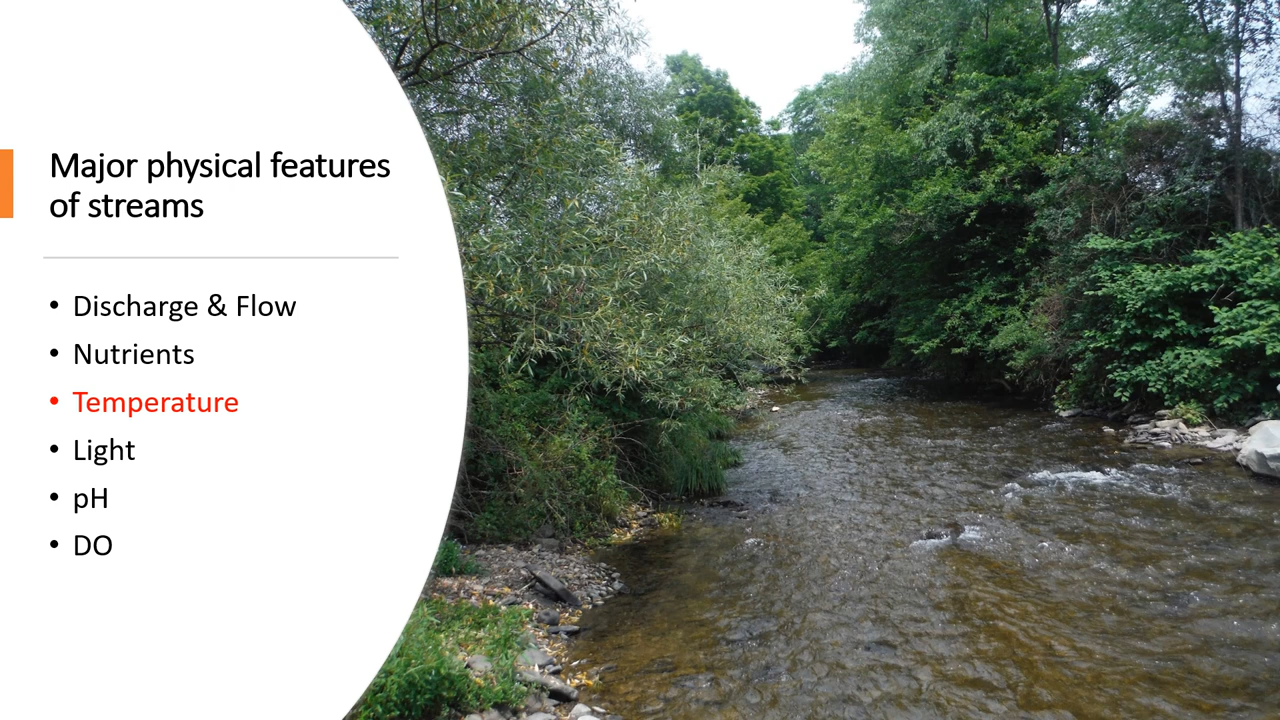 Major physical features
of streams
• Discharge & Flow
• Nutrients
• Temperature
• Light
• pH
• DO